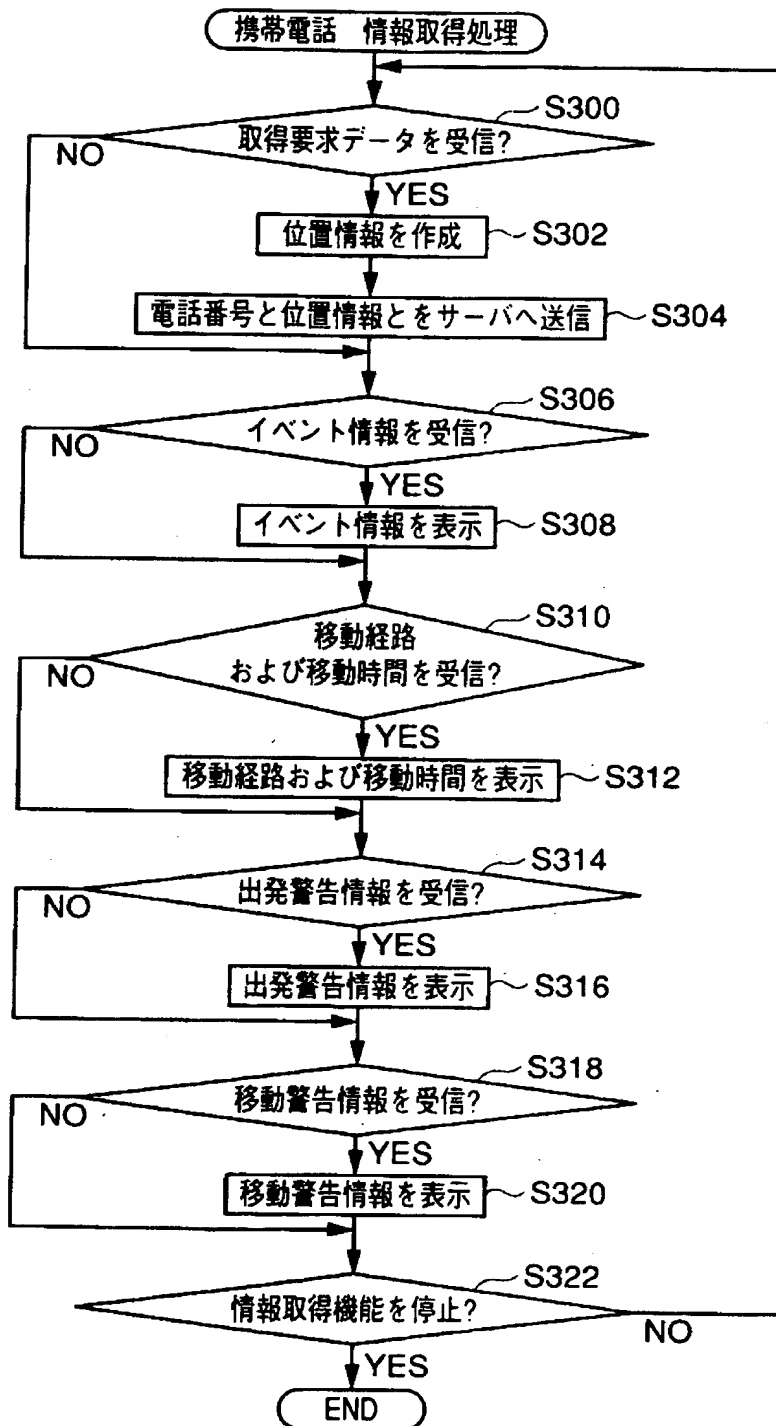 携帯電話 情報取得処理
S300
取得要求データを受信?
NO
YES
位置情報を作成
S302
電話番号と位置情報とをサーバへ送信
S304
S306
イベント情報を受信?
NO
YES
イベント情報を表示
S308
S310
移動経路
および移動時間を受信?
NO
YES
移動経路および移動時間を表示
S312
S314
出発警告情報を受信?
NO
YES
出発警告情報を表示
S316
S318
移動警告情報を受信?
NO
YES
移動警告情報を表示
S320
S322
情報取得機能を停止?
NO
YES
END